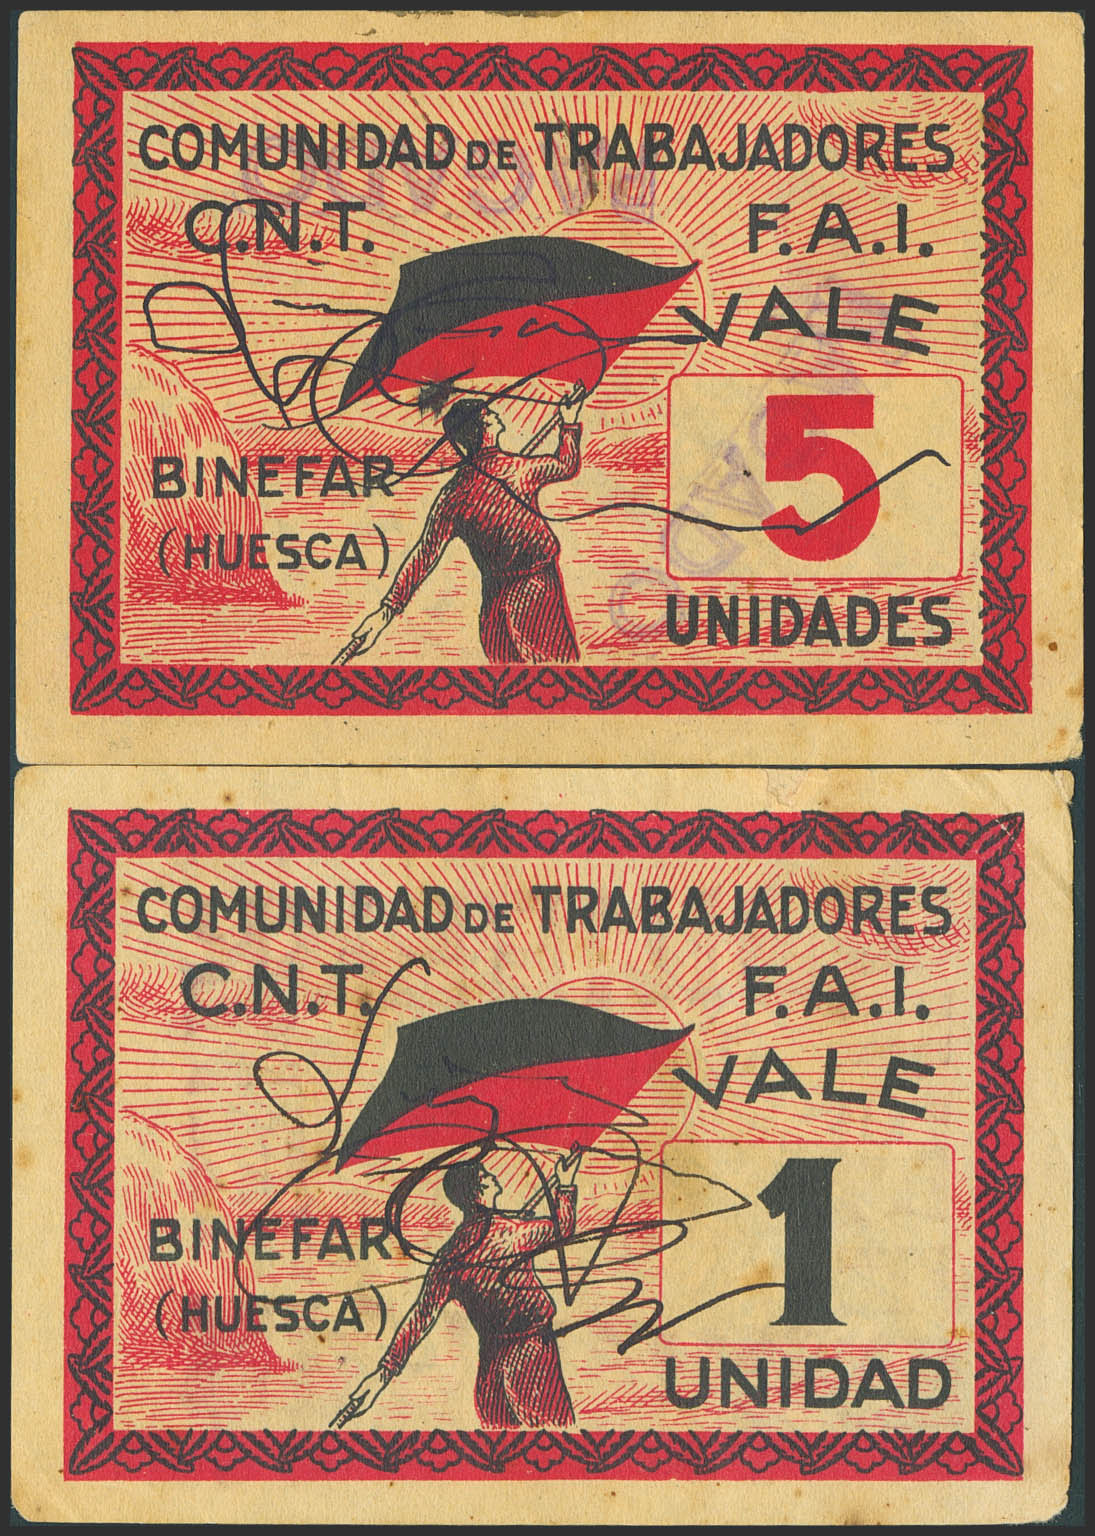 COMUNIDAD DE TRABAJADORES
C.N.T. F.A.I.
VALE
5
BINEFAR
(HUESCA)
UNIDADES
COMUNIDAD DE TRABAJADORES
C.N.T. F.A.I.
VALE
1
BINEFAR
(HUESCA)
UNIDAD